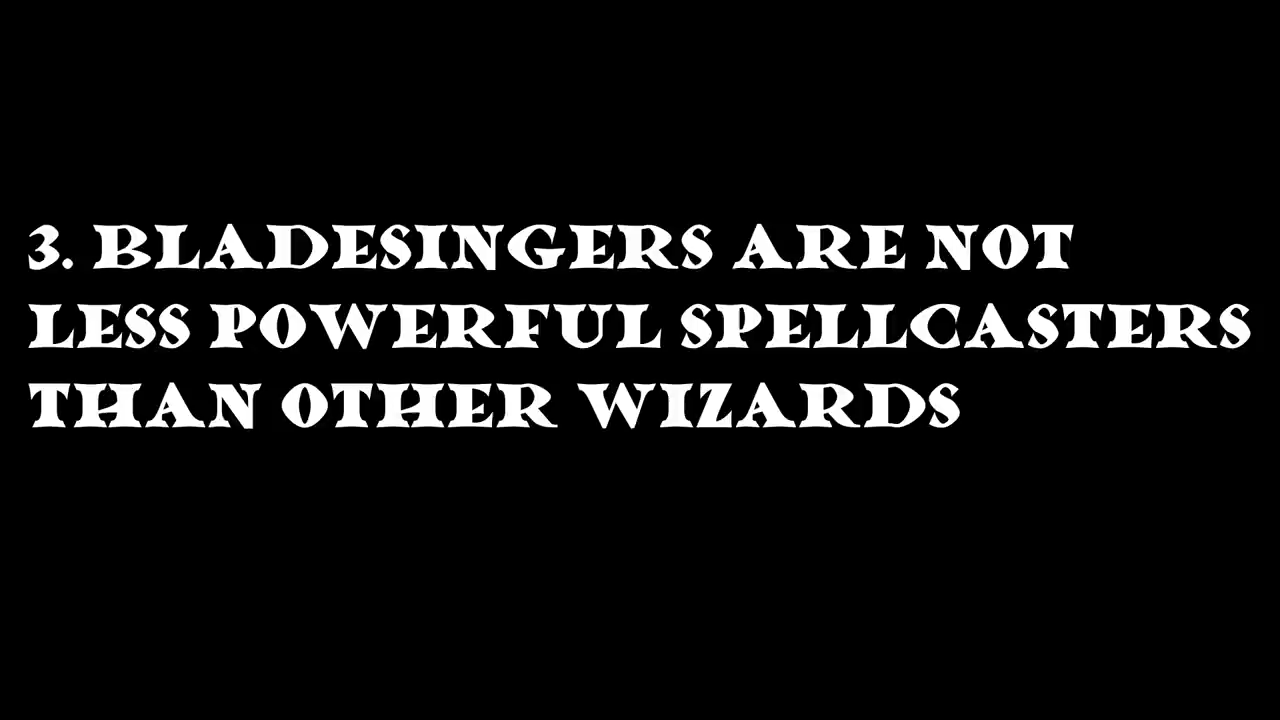 3. BLADESINGERS ARE NOT
LESS POWERFUL SPELLCASTERS
THAN OTHER WIZARDS